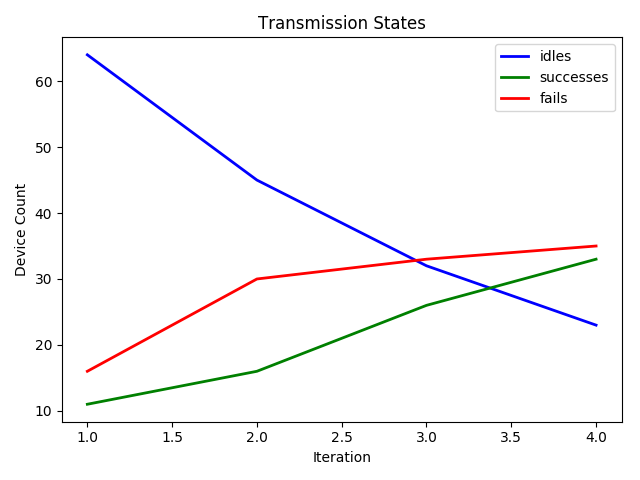 Transmission States
idles
successes
fails
60
50
40
30
20
10
Device Count
1.0 1.5 2.0 2.5 3.0 3.5 4.0
Iteration